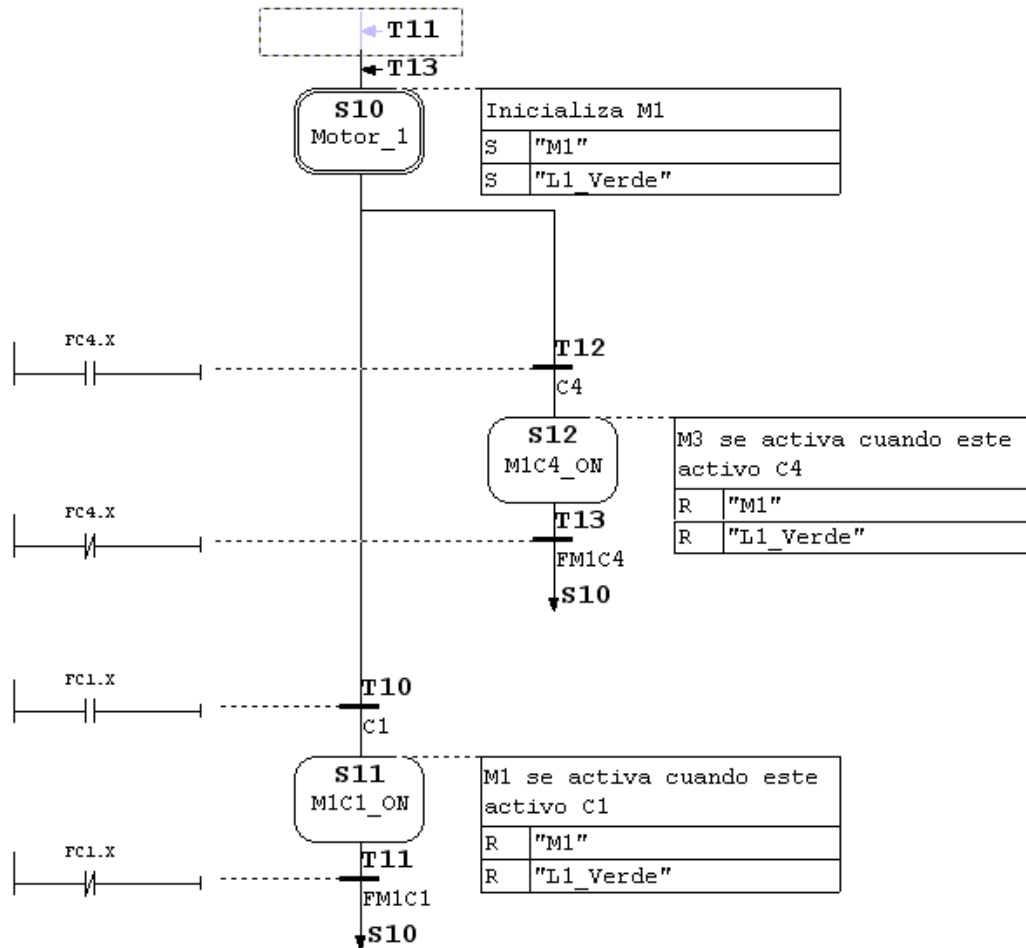 T11
T13
S10
Motor_1
Inicializa M1
S "M1"
S "L1_Verde"
FC4.X
T12
C4
S12
M1C4_ON
M3 se activa cuando este
activo C4
R "M1"
R "L1_Verde"
FC4.X
T13
FM1C4
S10
FC1.X
T10
C1
S11
M1C1_ON
M1 se activa cuando este
activo C1
R "M1"
R "L1_Verde"
FC1.X
T11
FM1C1
S10